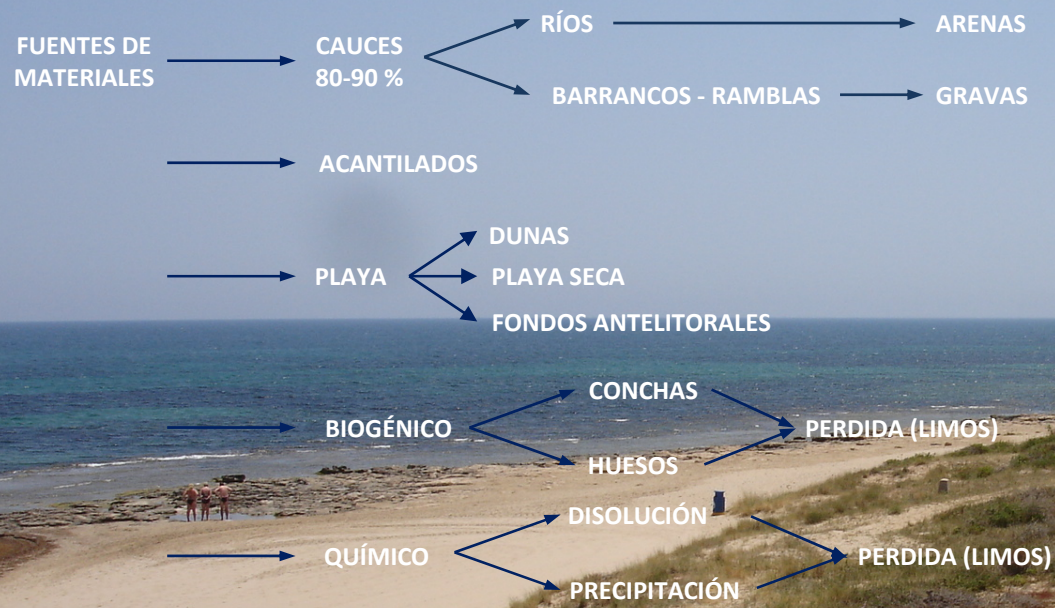 RÍOS
ARENAS
FUENTES DE
MATERIALES
CAUCES
80-90 %
BARRANCOS - RAMBLAS
GRAVAS
ACANTILADOS
DUNAS
PLAYA
PLAYA SECA
FONDOS ANTELITORALES
CONCHAS
BIOGÉNICO
PERDIDA (LIMOS)
HUESOS
DISOLUCIÓN
QUÍMICO
PERDIDA (LIMOS)
PRECIPITACIÓN